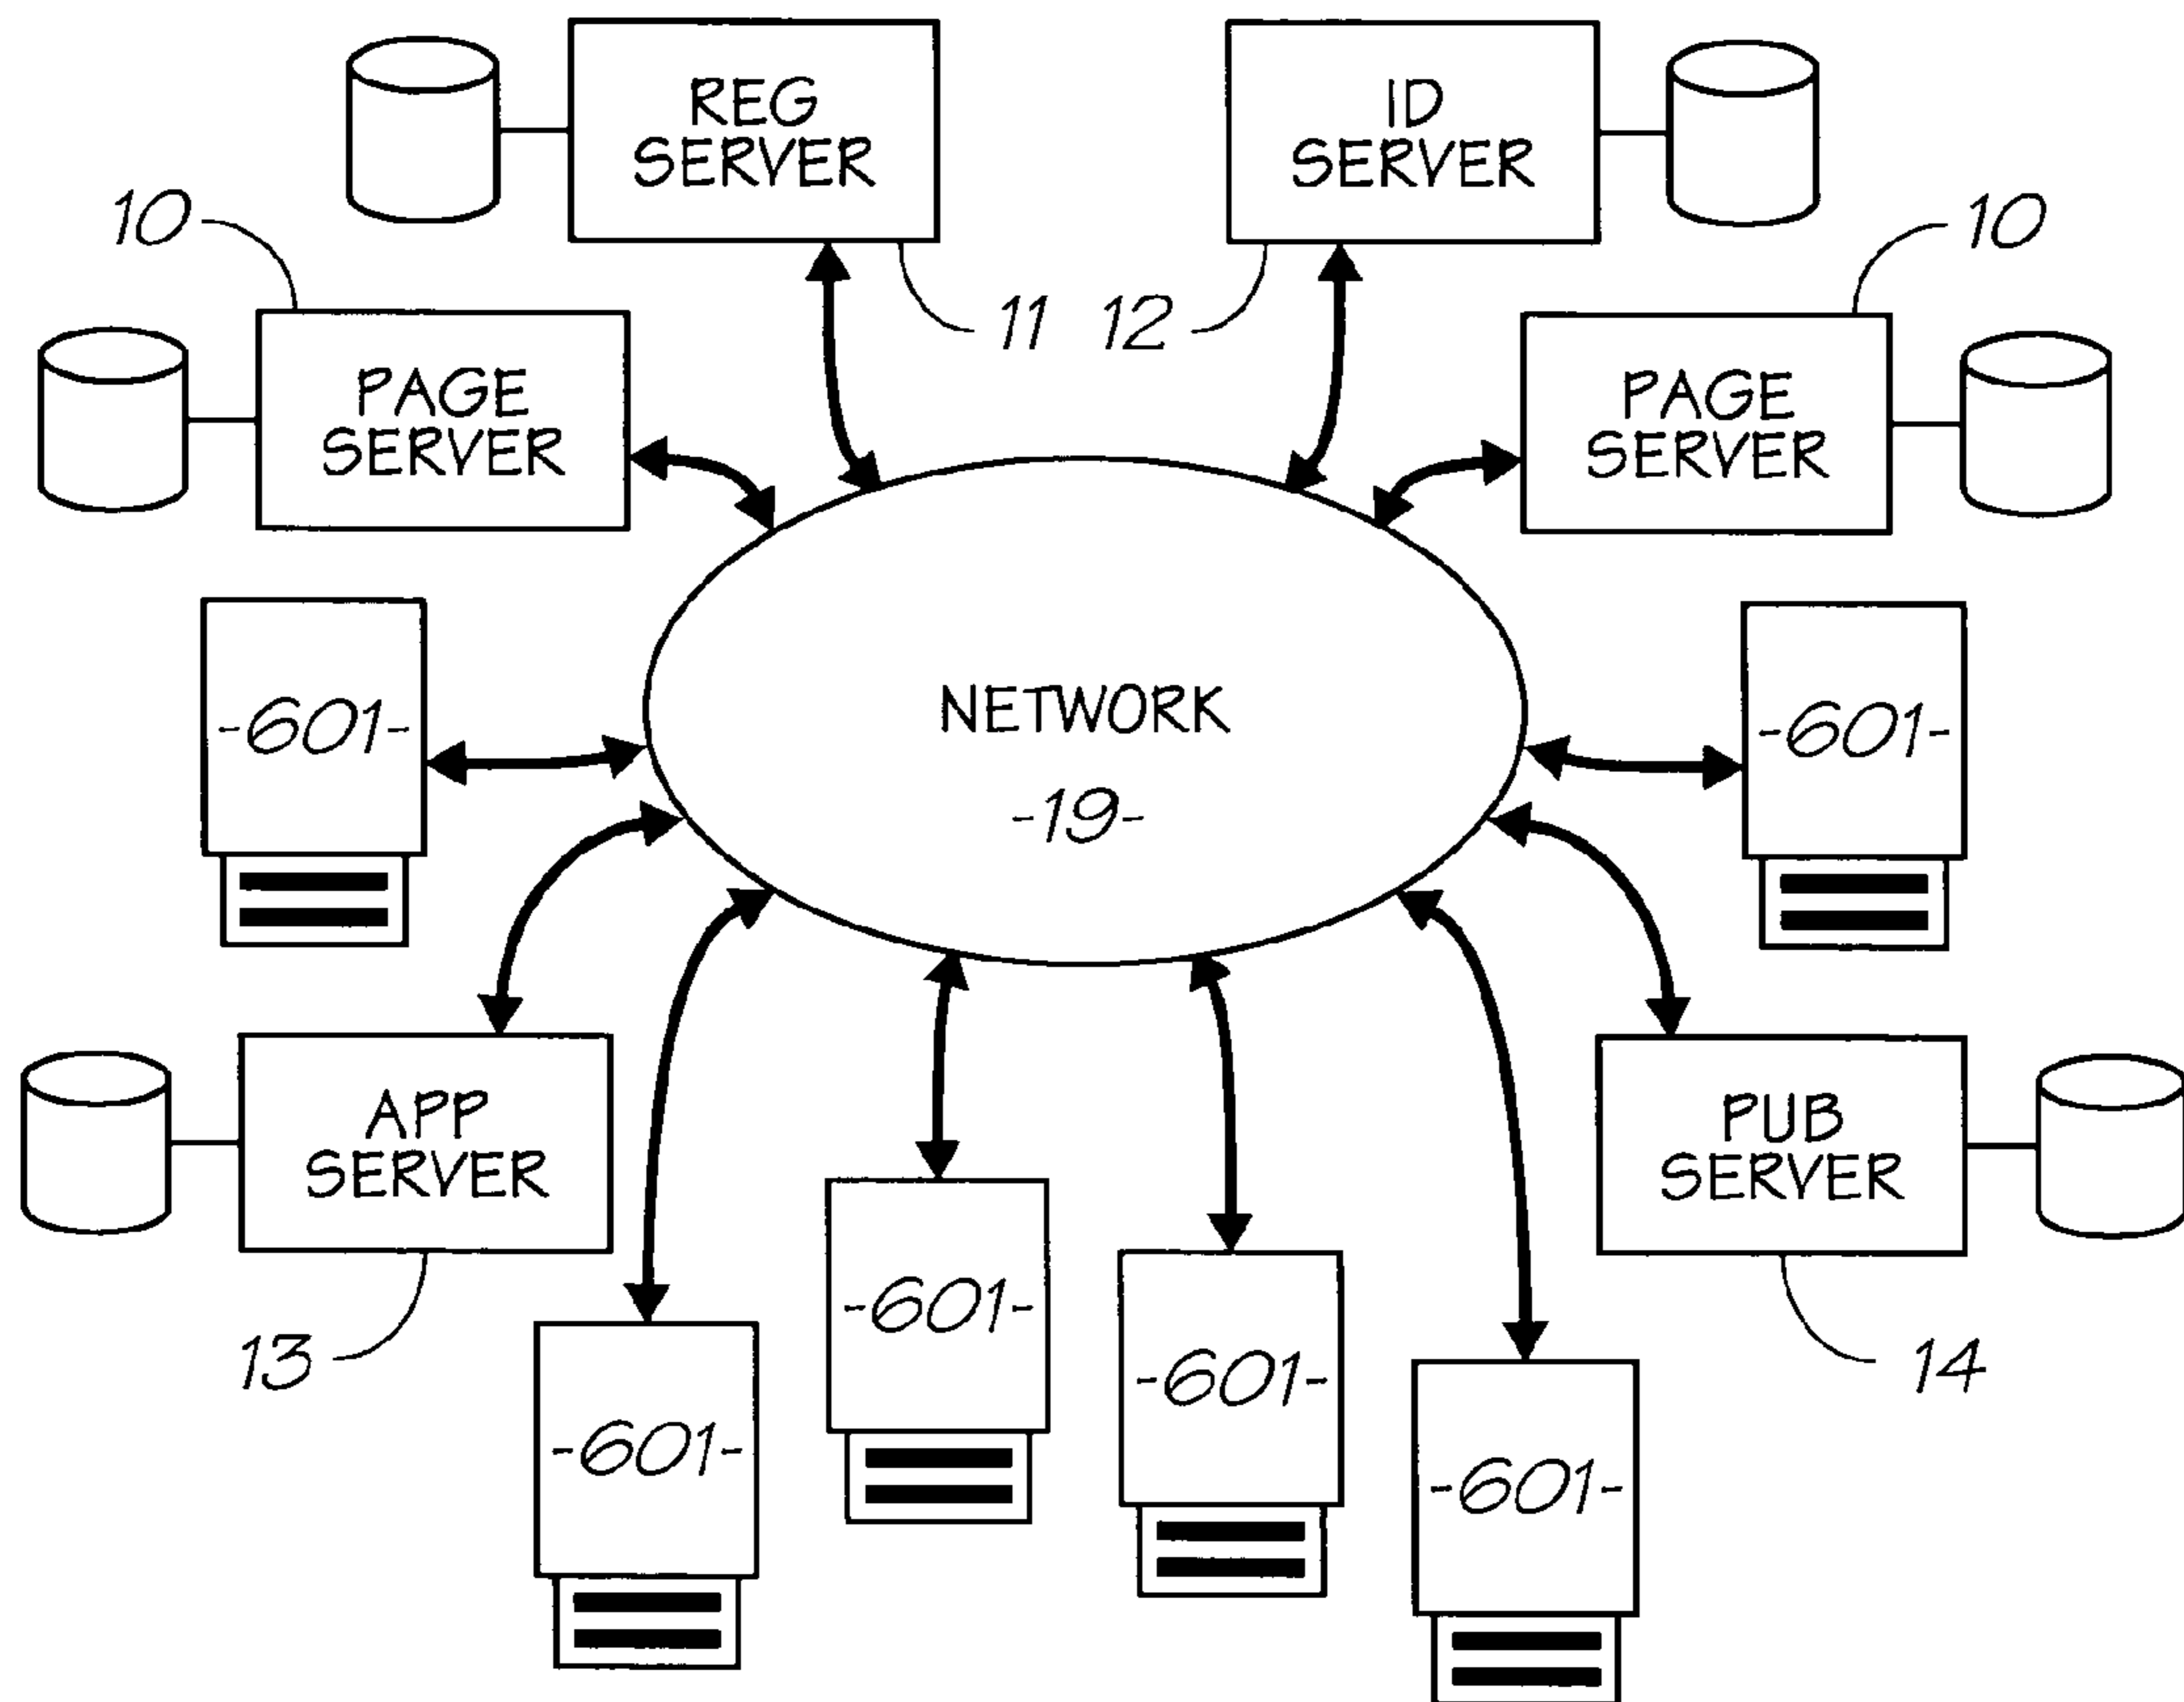 REG
SERVER
ID
SERVER
10
10
11
12
PAGE
SERVER
PAGE
SERVER
-601-
NETWORK
-19-
-601-
APP
SERVER
PUB
SERVER
-601-
-601-
13
14
-601-
-601-